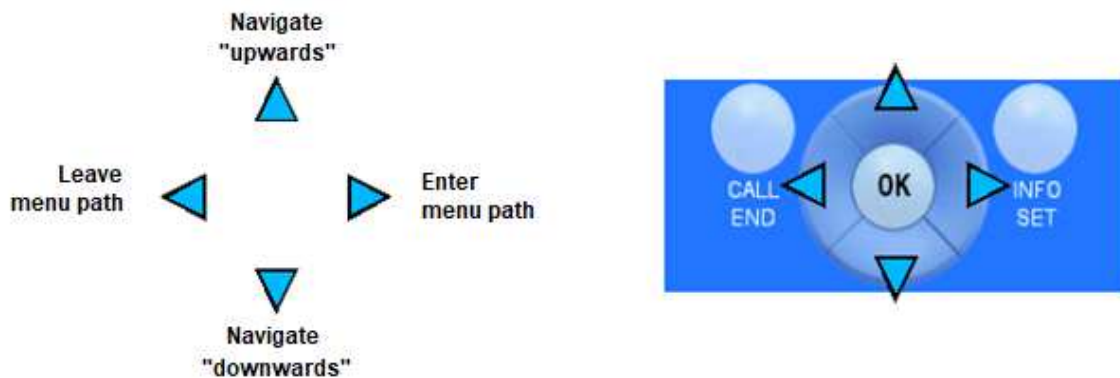 Navigate
"upwards"
Leave
menu path
Enter
menu path
Navigate
"downwards"
CALL
END
OK
INFO
SET